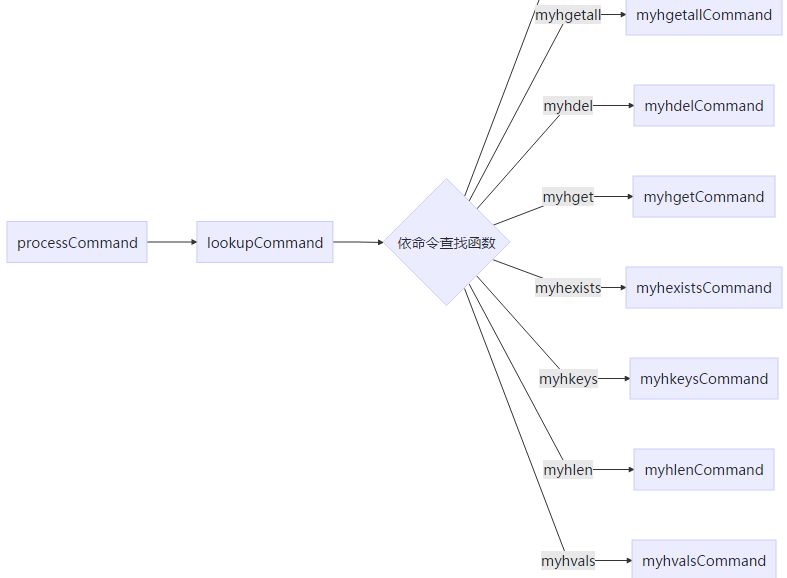 myhgetall
myhgetallCommand
myhdel
myhdelCommand
myhget
myhgetCommand
processCommand
lookupCommand
依命令查找函数
myhexists
myhexistsCommand
myhkeys
myhkeysCommand
myhlen
myhlenCommand
myhvals
myhvalsCommand